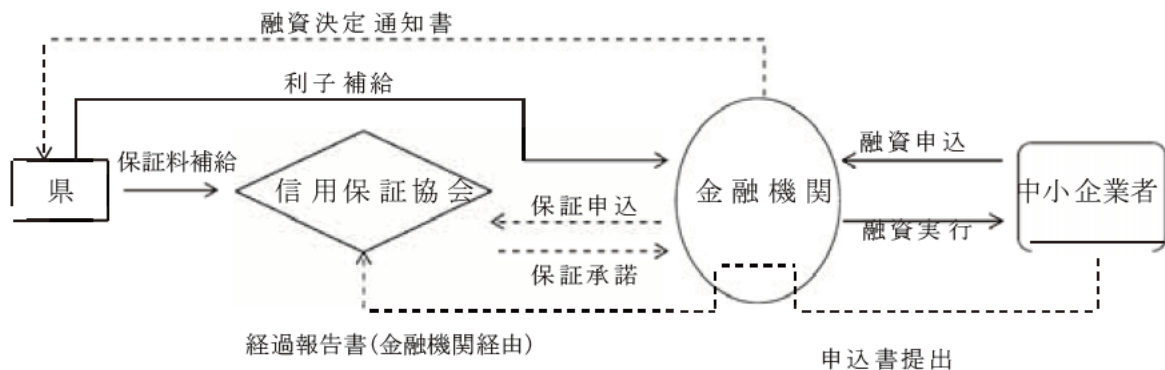 融資決定通知書
利子補給
県
保証料補給
信用保証協会
保証申込
保証承諾
金融機関
融資申込
融資実行
中小企業者
経過報告書(金融機関経由)
申込書提出